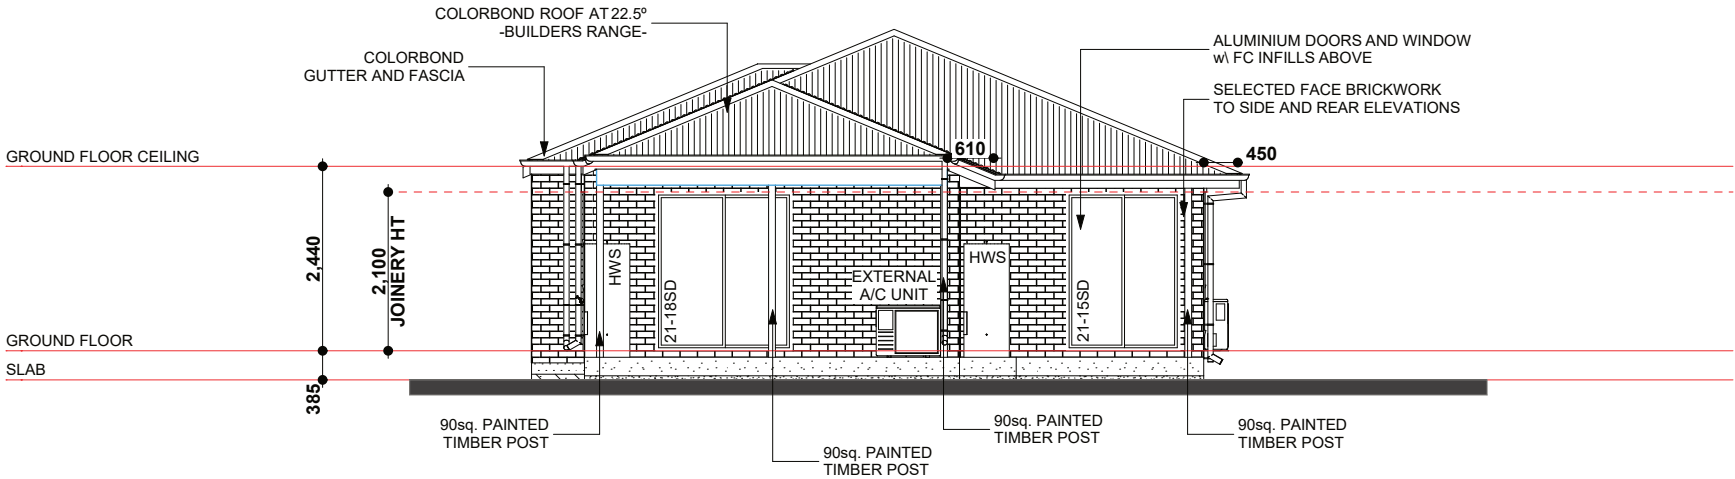 COLORBOND ROOF AT 22.5º
-BUILDERS RANGE-
COLORBOND
GUTTER AND FASCIA
ALUMINIUM DOORS AND WINDOW
w\ FC INFILLS ABOVE
SELECTED FACE BRICKWORK
TO SIDE AND REAR ELEVATIONS
GROUND FLOOR CEILING
610
450
2,440
2,100
JOINERY HT
HWS
HWS
EXTERNAL
A/C UNIT
21-18SD
21-15SD
GROUND FLOOR
SLAB
385
90sq. PAINTED
TIMBER POST
90sq. PAINTED
TIMBER POST
90sq. PAINTED
TIMBER POST
90sq. PAINTED
TIMBER POST